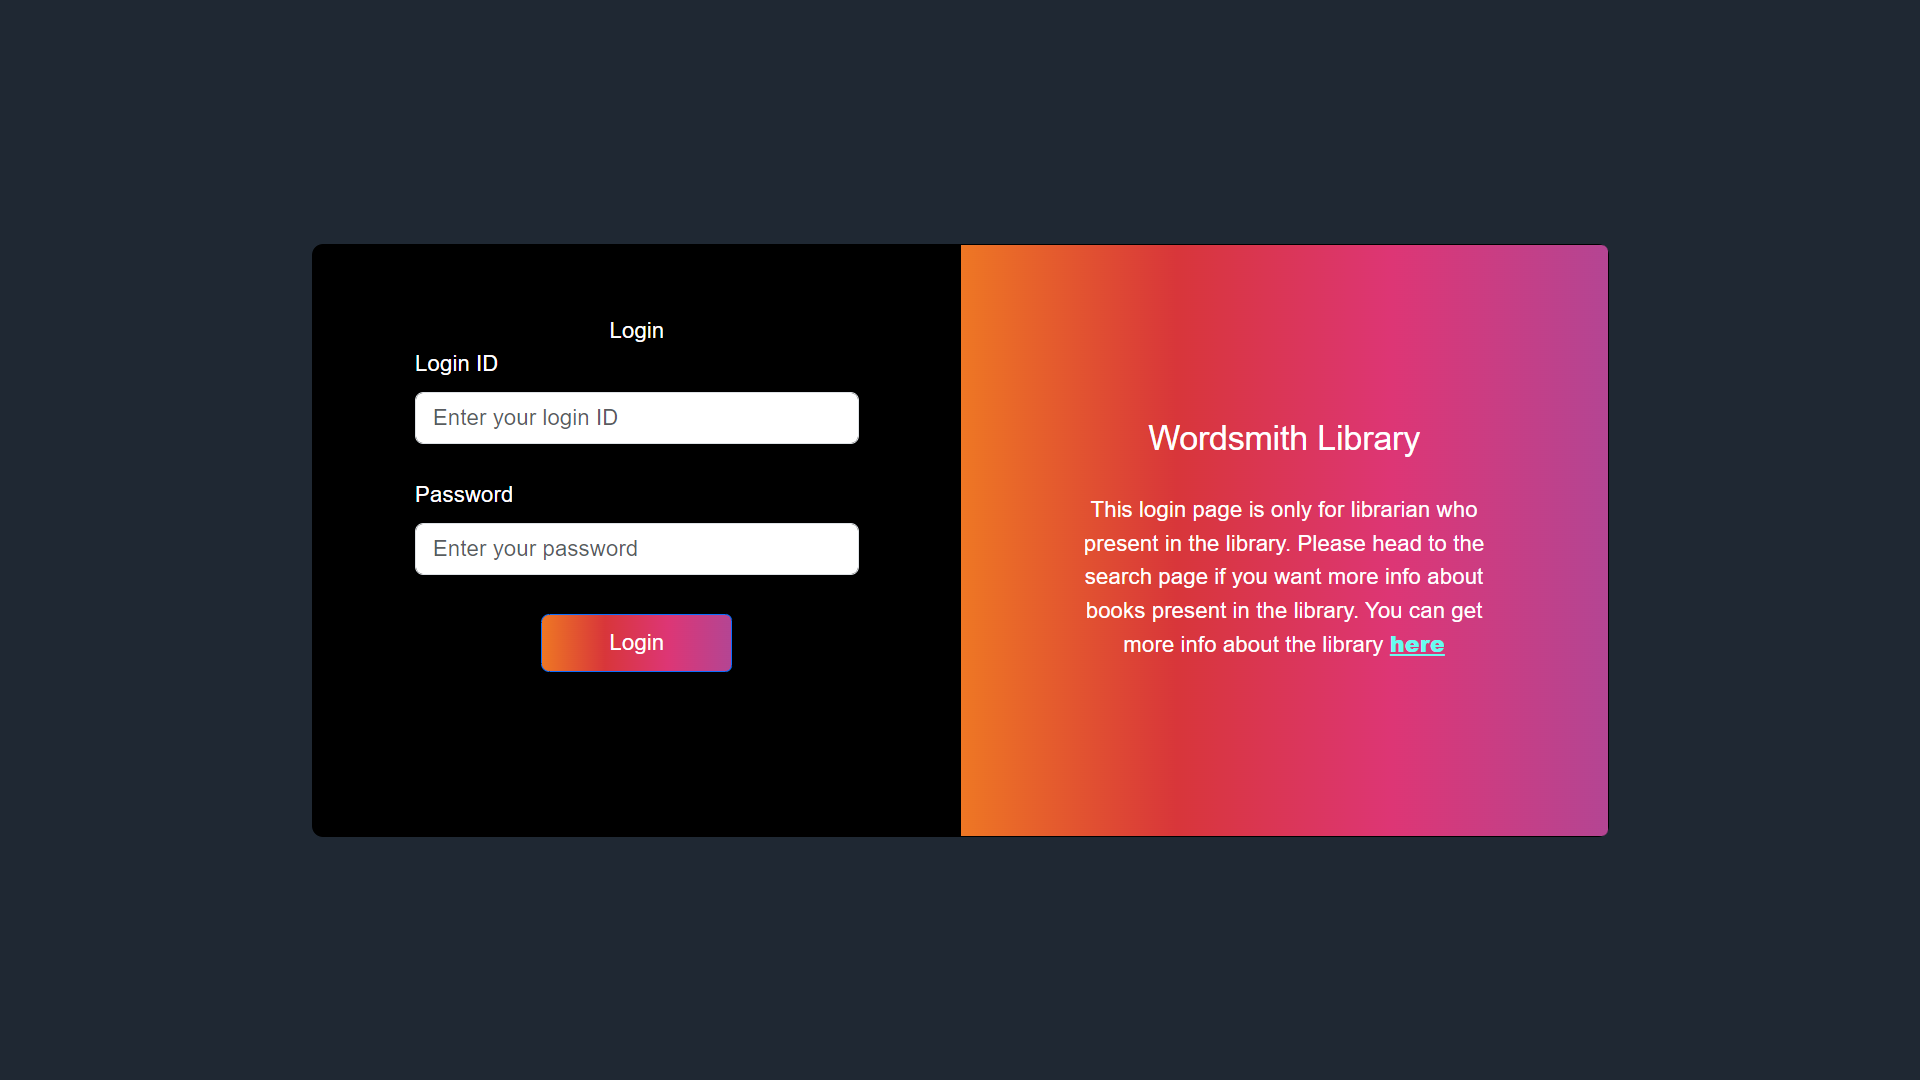 Login
Login ID
Enter your login ID
Password
Enter your password
Login
Wordsmith Library
This login page is only for librarian who
present in the library. Please head to the
search page if you want more info about
books present in the library. You can get
more info about the library here